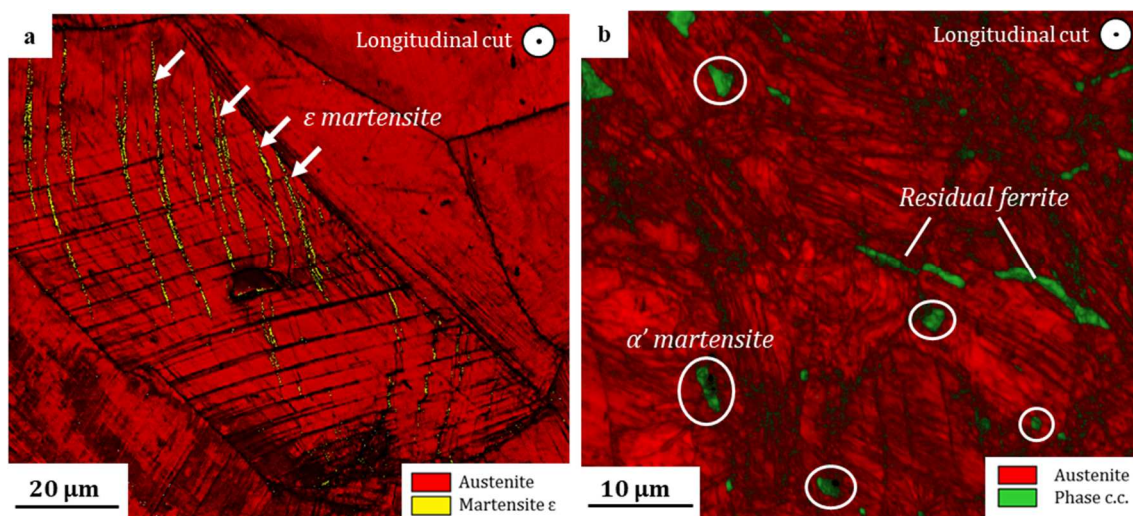 a
Longitudinal cut
ε martensite
20 µm
Austenite
Martensite ε
b
Longitudinal cut
Residual ferrite
α’ martensite
10 µm
Austenite
Phase c.c.